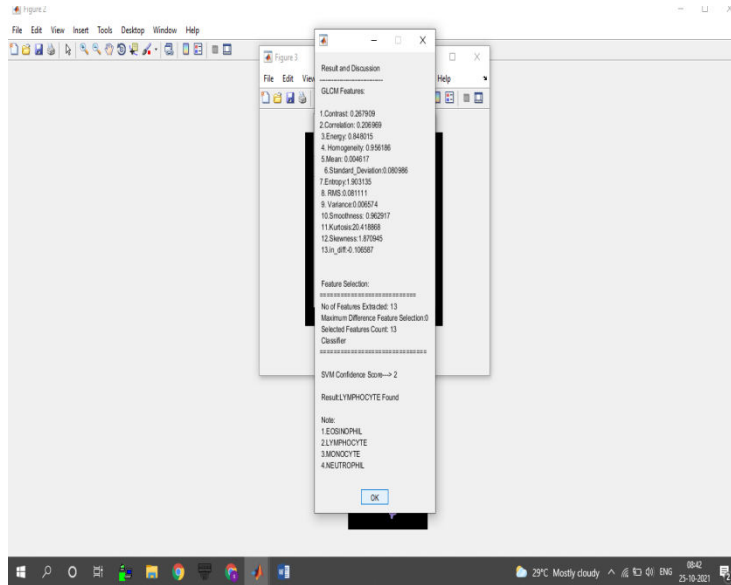 Figure 2
File Edit View Insert Tools Desktop Window Help
Figure 3
File Edit View
Help
Result and Discussion
------------------------------
GLCM Features:
1.Contrast: 0.267909
2.Correlation: 0.206969
3.Energy: 0.848015
4. Homogeneity: 0.956186
5.Mean: 0.004617
6.Standard_Deviation:0.080986
7.Entropy:1.903135
8. RMS:0.081111
9. Variance:0.006574
10.Smoothness: 0.962917
11.Kurtosis:20.418868
12.Skewness:1.870945
13.in_diff:-0.106587
Feature Selection:
============================
No of Features Extracted: 13
Maximum Difference Feature Selection:0
Selected Features Count: 13
Classifier
===============================
SVM Confidence Score---> 2
Result:LYMPHOCYTE Found
Note:
1.EOSINOPHIL
2.LYMPHOCYTE
3.MONOCYTE
4.NEUTROPHIL
OK
29°C Mostly cloudy ENG 08:42
25-10-2021